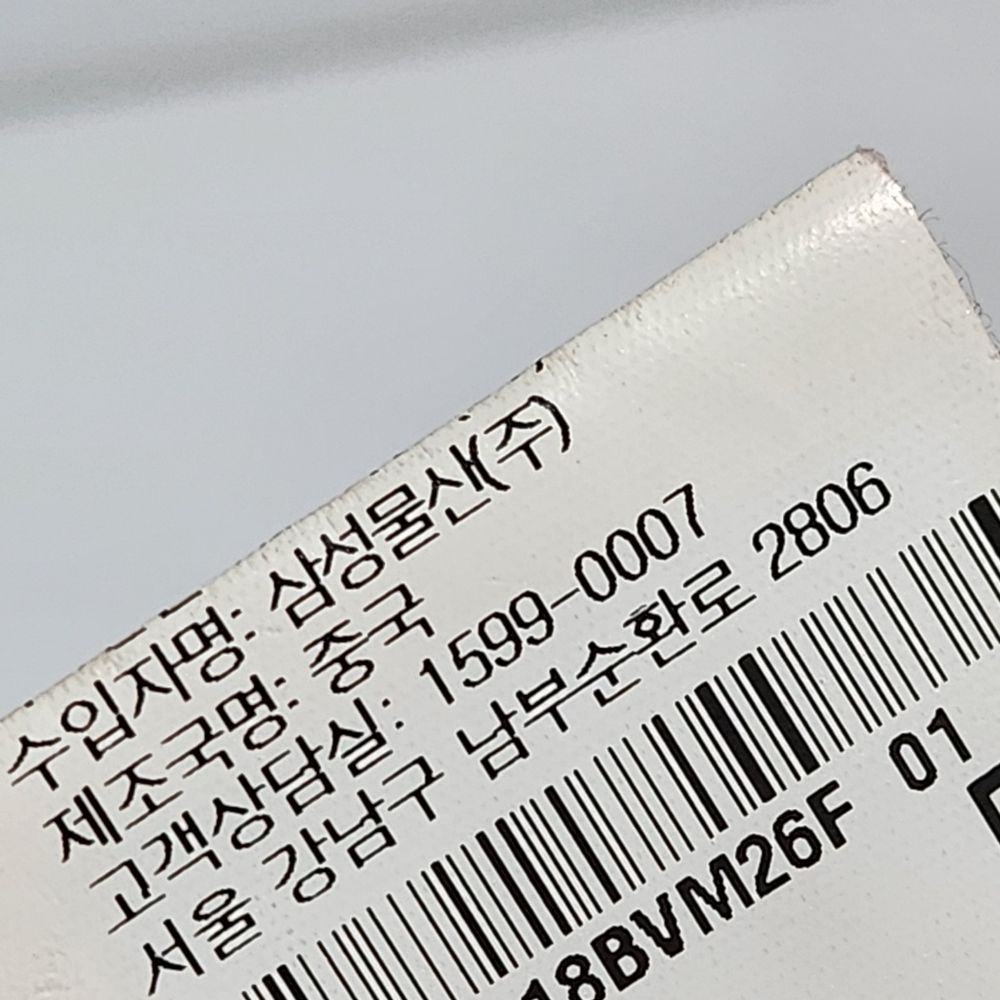 수입자명: 삼성물산(주)
제조국명: 중국
고객상담실: 1599-0007
서울 강남구 남부순환로 2806
18BVM26F 01